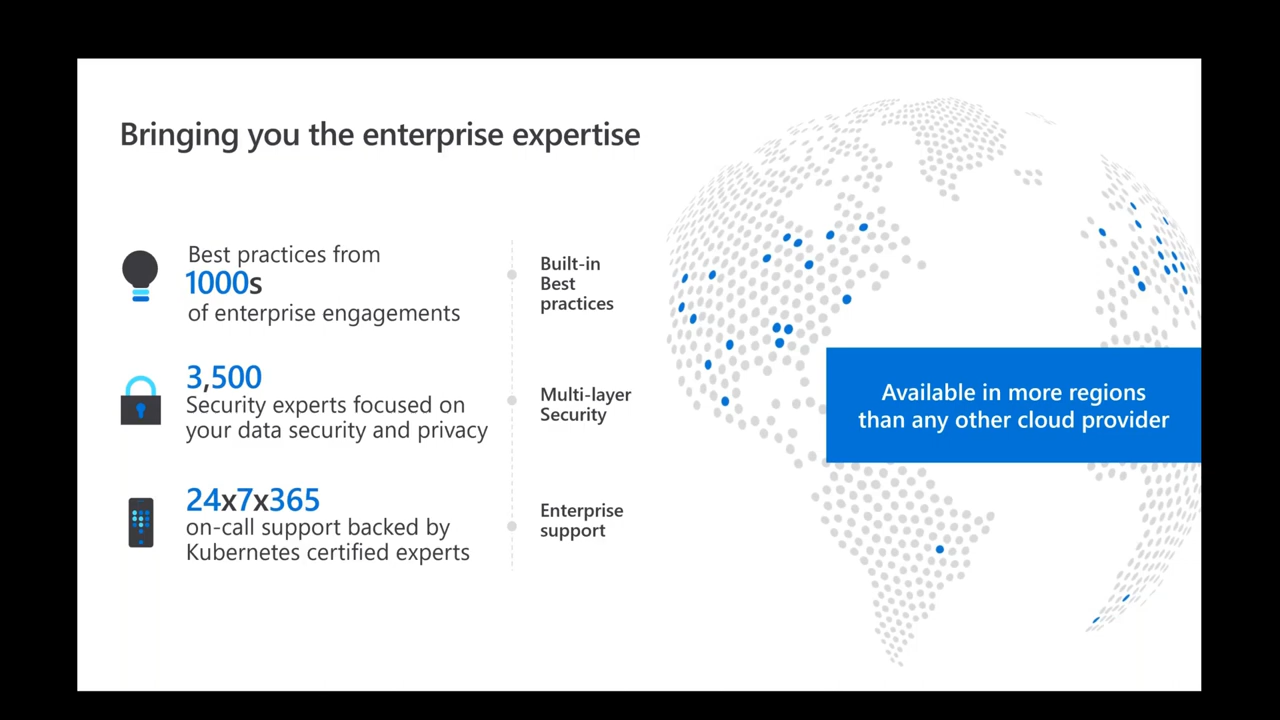 Bringing you the enterprise expertise
Best practices from
1000s
of enterprise engagements
Built-in
Best
practices
3,500
Security experts focused on
your data security and privacy
Multi-layer
Security
24x7x365
on-call support backed by
Kubernetes certified experts
Enterprise
support
Available in more regions
than any other cloud provider